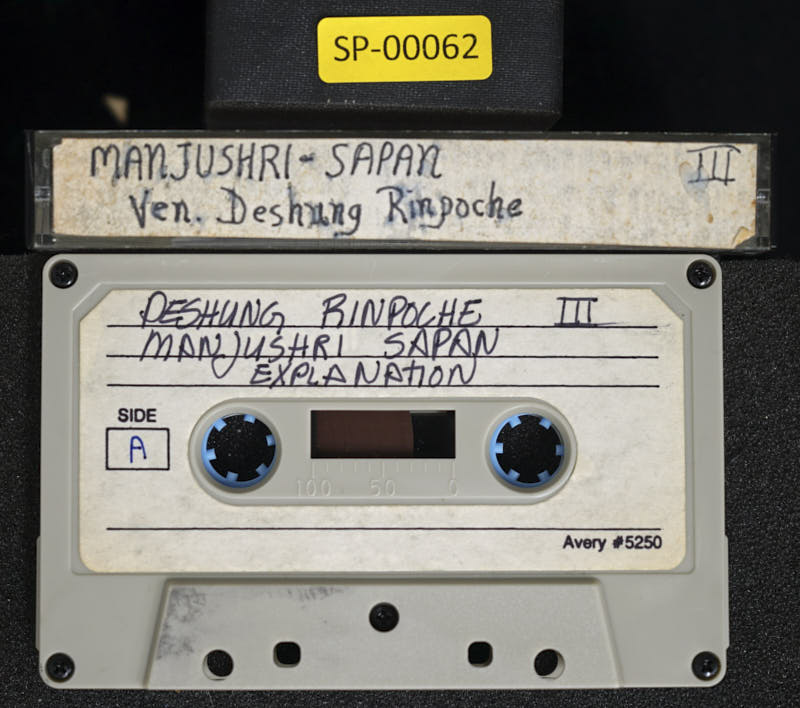 SP-00062
MANJUSHRI - SAPAN III
Ven. Deshung Rinpoche
DESHUNG RINPOCHE III
MANJUSHRI SAPAN
EXPLANATION
SIDE
A
100 50 0
Avery #5250